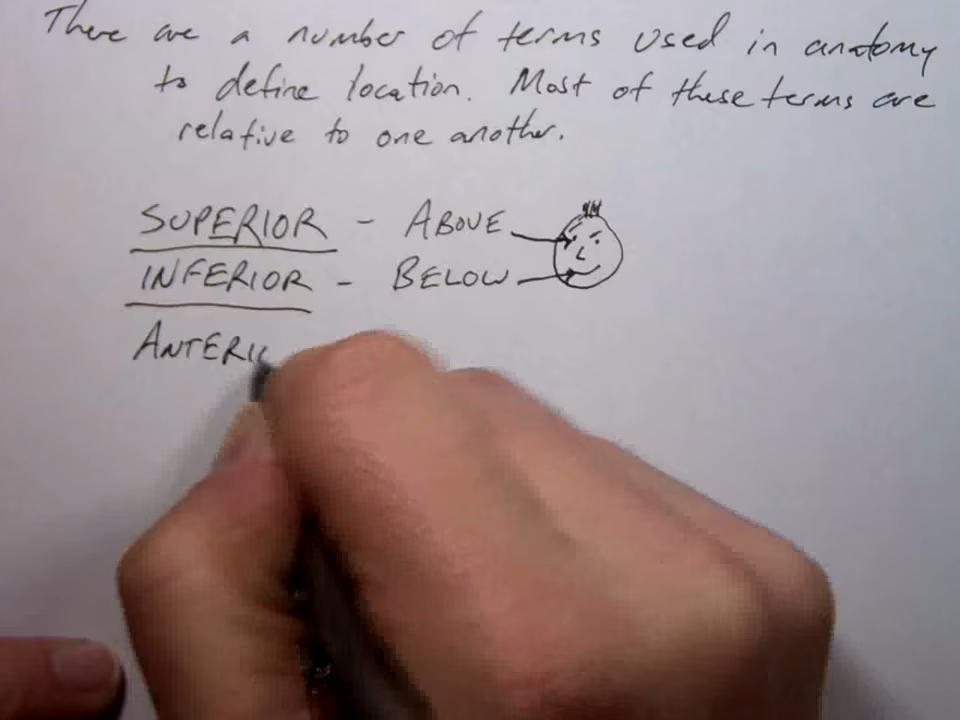 There are a number of terms used in anatomy
to define location. Most of these terms are
relative to one another.
SUPERIOR - ABOVE
INFERIOR - BELOW
ANTERI